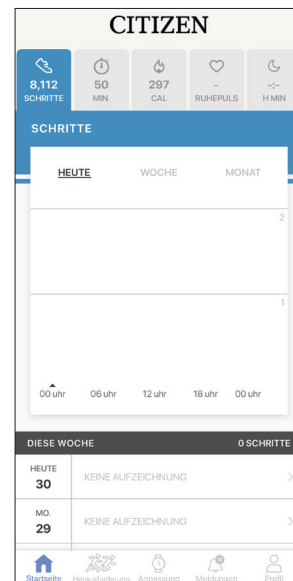 CITIZEN
8,112 50 297 - -:-
SCHRITTE MIN. CAL RUHEPULS H MIN
SCHRITTE
HEUTE WOCHE MONAT
2
1
00 uhr 06 uhr 12 uhr 18 uhr 00 uhr
DIESE WOCHE 0 SCHRITTE
HEUTE
30 KEINE AUFZEICHNUNG
MO.
29 KEINE AUFZEICHNUNG
Startseite Herausforderung Anpassung Meldungen Profil